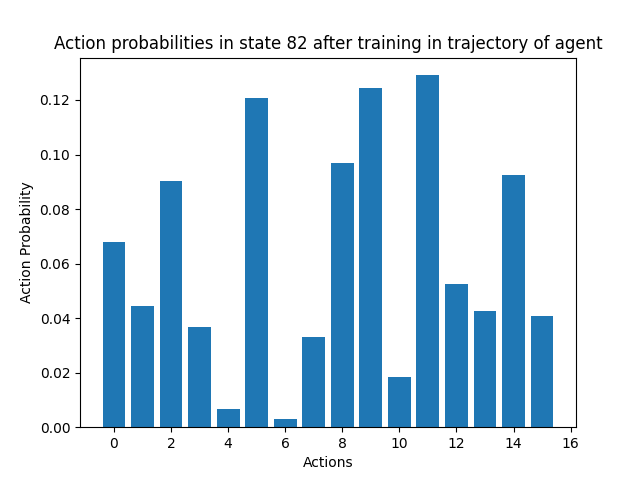 Action probabilities in state 82 after training in trajectory of agent
0.12
0.10
0.08
0.06
0.04
0.02
0.00
Action Probability
0 2 4 6 8 10 12 14 16
Actions